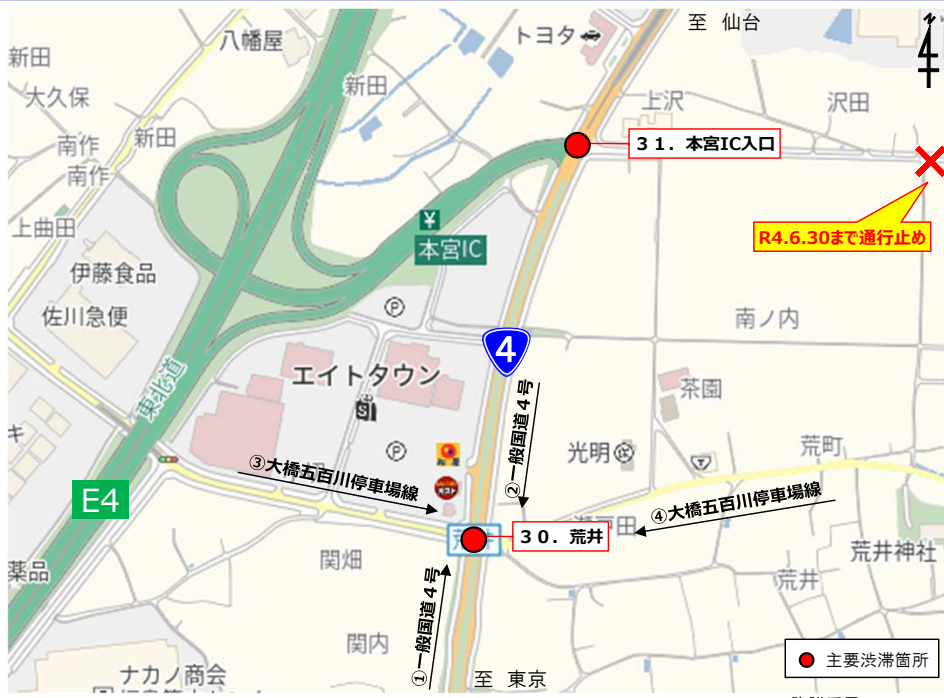 至 仙台
トヨタ
八幡屋
新田
新田
大久保
上沢
沢田
南作
新田
31．本宮IC入口
南作
上曲田
R4.6.30まで通行止め
¥
本宮IC
伊藤食品
P
佐川急便
南ノ内
4
東北道
エイトタウン
茶園
②一般国道４号
キ
P
光明
荒町
③大橋五百川停車場線
E4
④大橋五百川停車場線
30．荒井
関畑
荒井神社
薬品
荒井
①一般国道４号
関内
主要渋滞箇所
ナカノ商会
至 東京